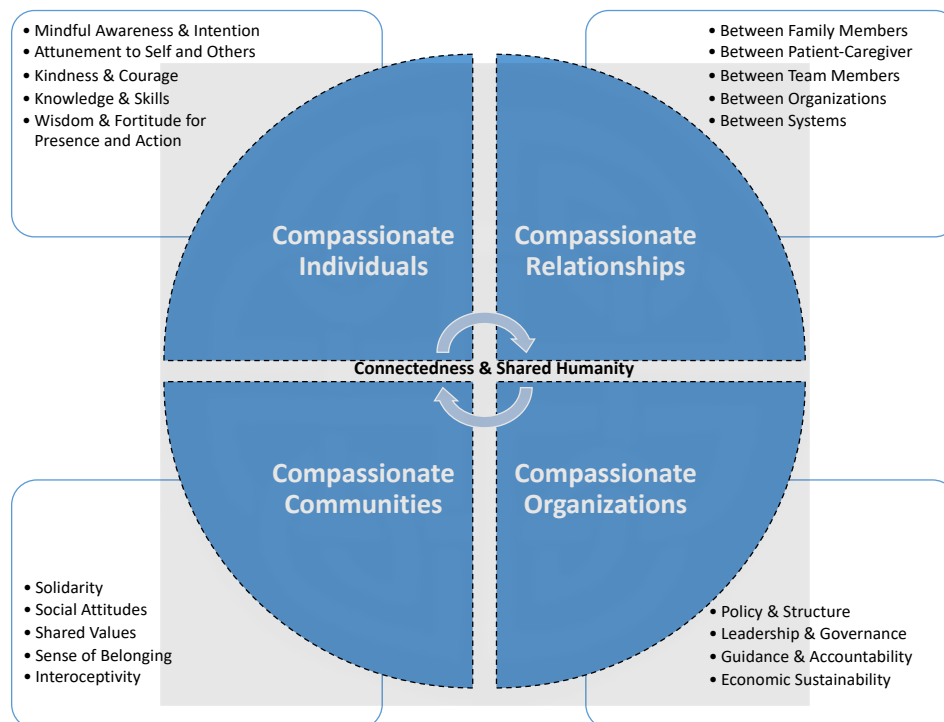 • Mindful Awareness & Intention
• Attunement to Self and Others
• Kindness & Courage
• Knowledge & Skills
• Wisdom & Fortitude for
Presence and Action
• Between Family Members
• Between Patient-Caregiver
• Between Team Members
• Between Organizations
• Between Systems
Compassionate
Individuals
Compassionate
Relationships
Connectedness & Shared Humanity
Compassionate
Communities
Compassionate
Organizations
• Solidarity
• Social Attitudes
• Shared Values
• Sense of Belonging
• Interoceptivity
• Policy & Structure
• Leadership & Governance
• Guidance & Accountability
• Economic Sustainability